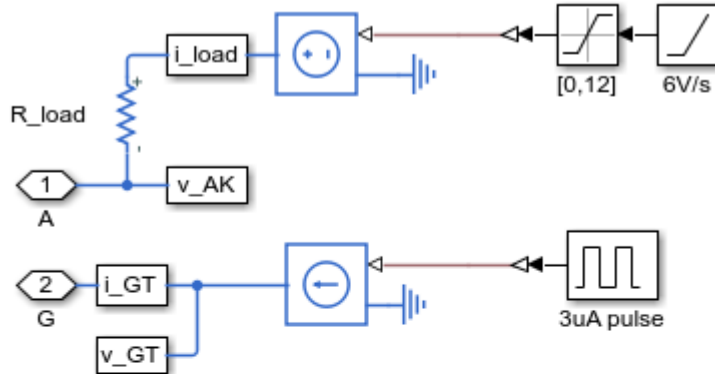 i_load
[0,12]
6V/s
R_load
1
v_AK
A
2
i_GT
G
3uA pulse
v_GT